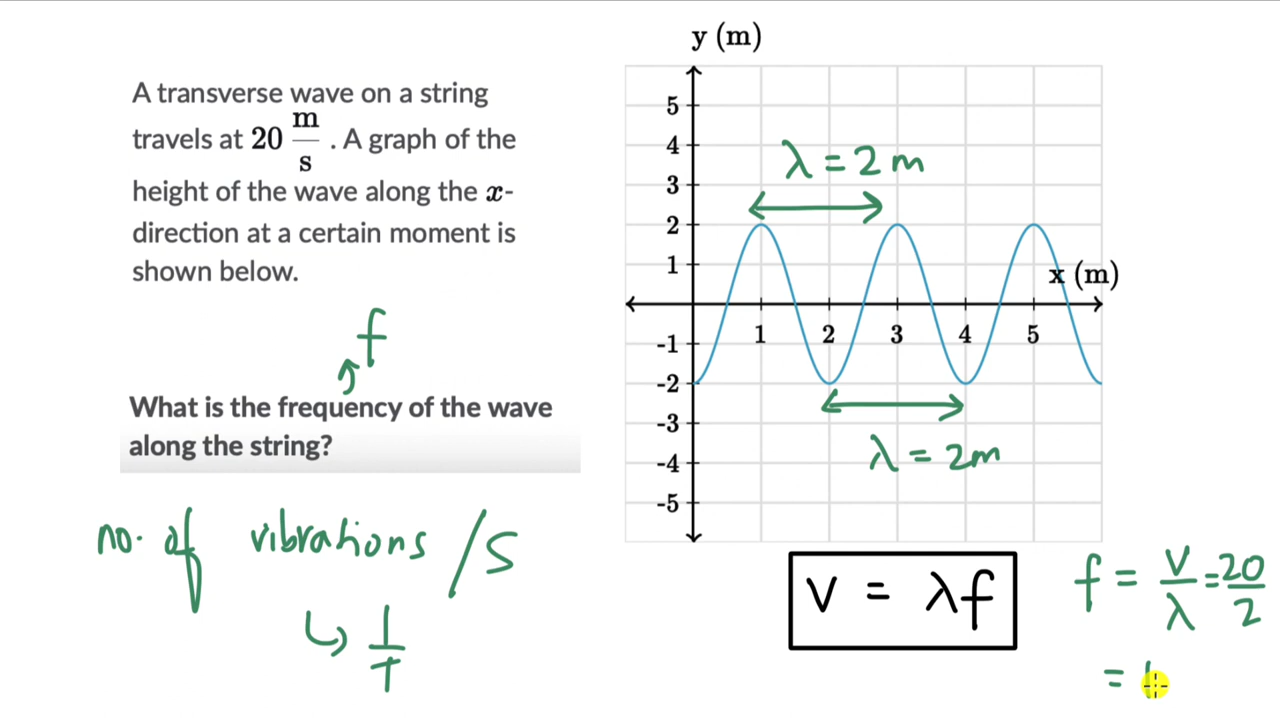 A transverse wave on a string
travels at 20 m/s . A graph of the
height of the wave along the x-
direction at a certain moment is
shown below.
f
What is the frequency of the wave
along the string?
no. of vibrations /s
↳ 1/T
y (m)
5
4
λ = 2 m
3
2
1
x (m)
1 2 3 4 5
-1
-2
-3
λ = 2m
-4
-5
v = λf
f = v/λ = 20/2
=